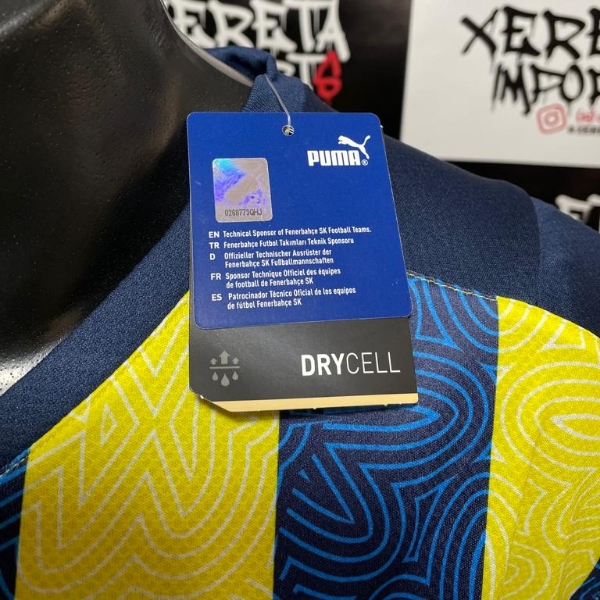 XERETA
XERETA
IMPOR
PUMA®
EN Technical Sponsor of Fenerbahçe SK Football Teams.
TR Fenerbahçe Futbol Takımları Teknik Sponsoru
D Offizieller Technischer Ausrüster der
Fenerbahçe SK Fußballmannschaften
FR Sponsor Technique Officiel des équipes
de football de Fenerbahçe SK
ES Patrocinador Técnico Oficial de los equipos
de fútbol Fenerbahçe SK
DRYCELL